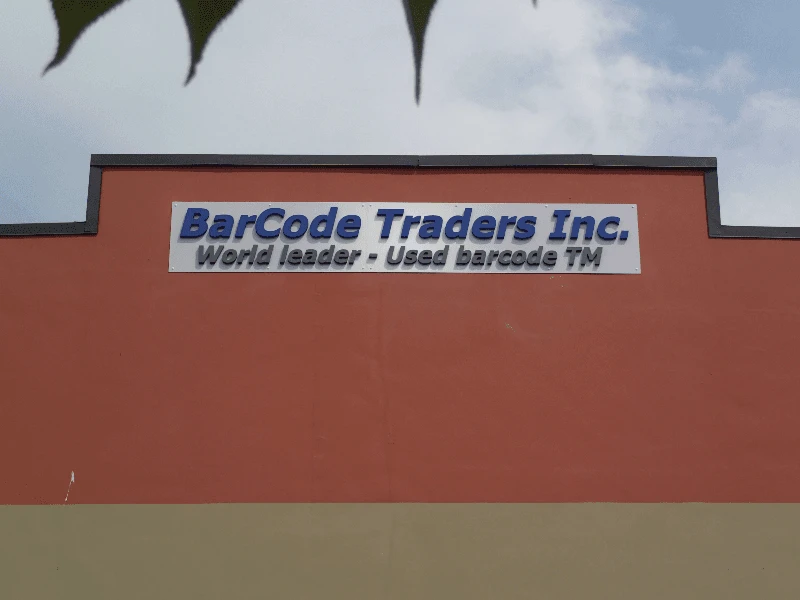 BarCode Traders Inc.
World leader - Used barcode TM